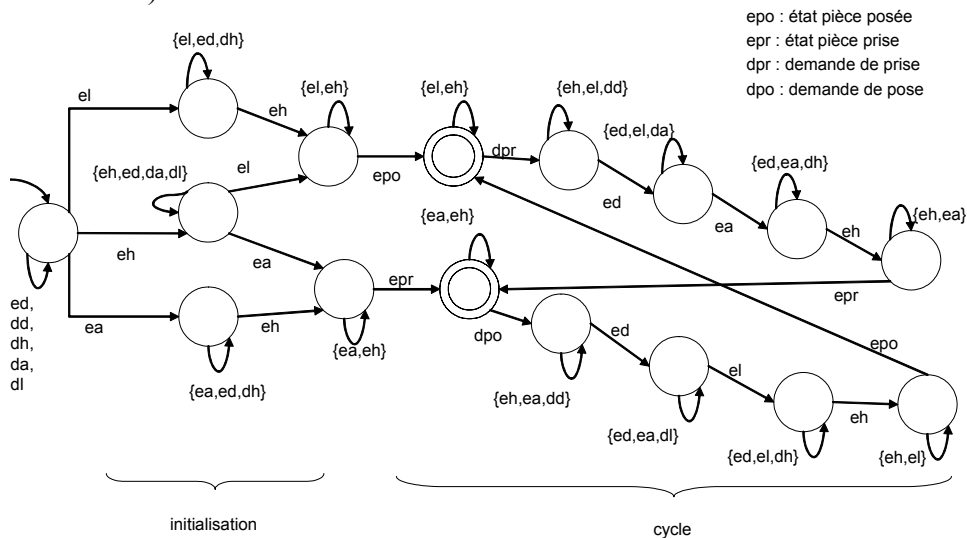 epo : état pièce posée
epr : état pièce prise
dpr : demande de prise
dpo : demande de pose
{el,ed,dh}
el
eh
{el,eh}
{el,eh}
{eh,el,dd}
dpr
{ed,el,da}
{eh,ed,da,dl}
el
epo
ed
{ed,ea,dh}
ea
eh
{eh,ea}
eh
ea
{ea,eh}
epr
epr
ed,
dd,
dh,
da,
dl
ea
eh
{ea,eh}
dpo
ed
epo
{ea,ed,dh}
{eh,ea,dd}
el
{ed,ea,dl}
eh
{ed,el,dh}
{eh,el}
initialisation
cycle